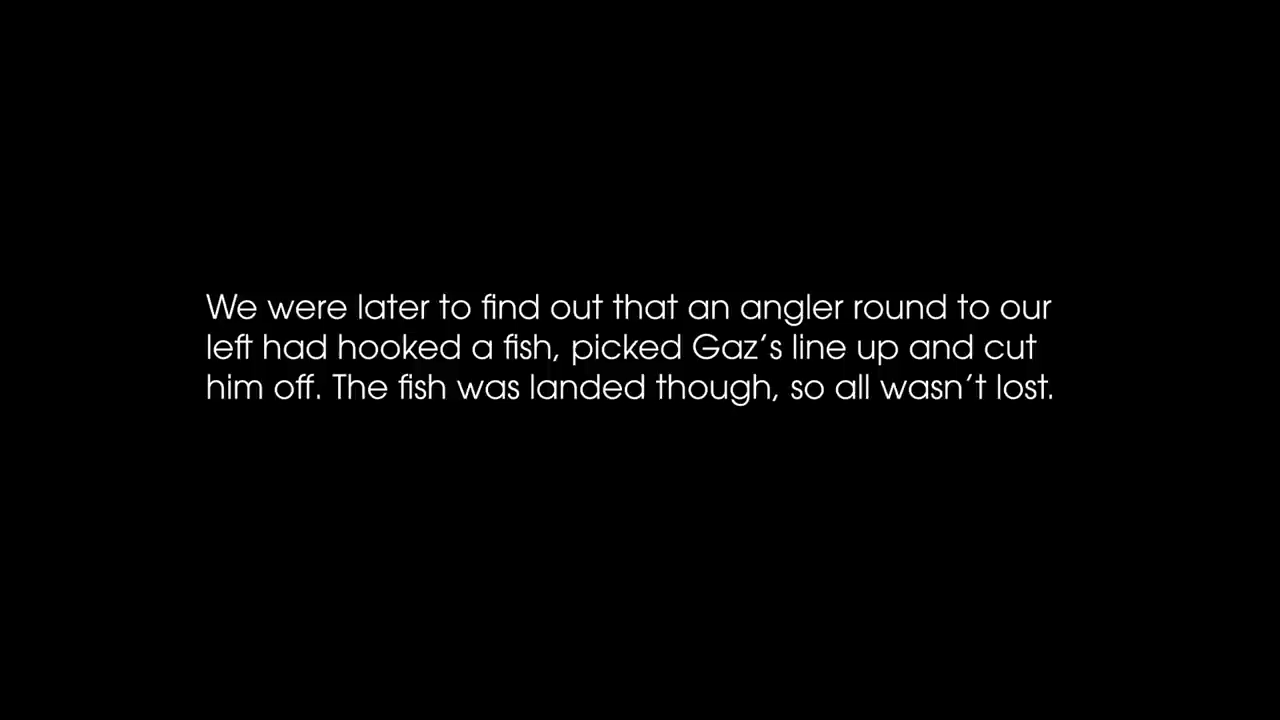 We were later to find out that an angler round to our
left had hooked a fish, picked Gaz's line up and cut
him off. The fish was landed though, so all wasn't lost.